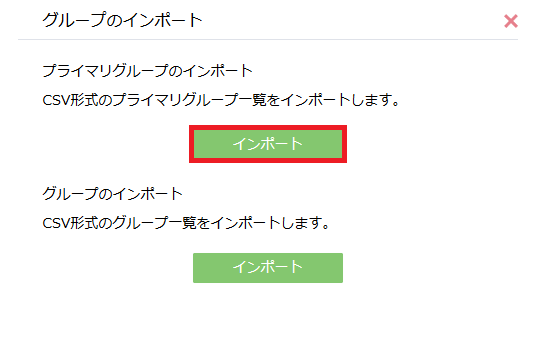 グループのインポート
プライマリグループのインポート
CSV形式のプライマリグループ一覧をインポートします。
インポート
グループのインポート
CSV形式のグループ一覧をインポートします。
インポート